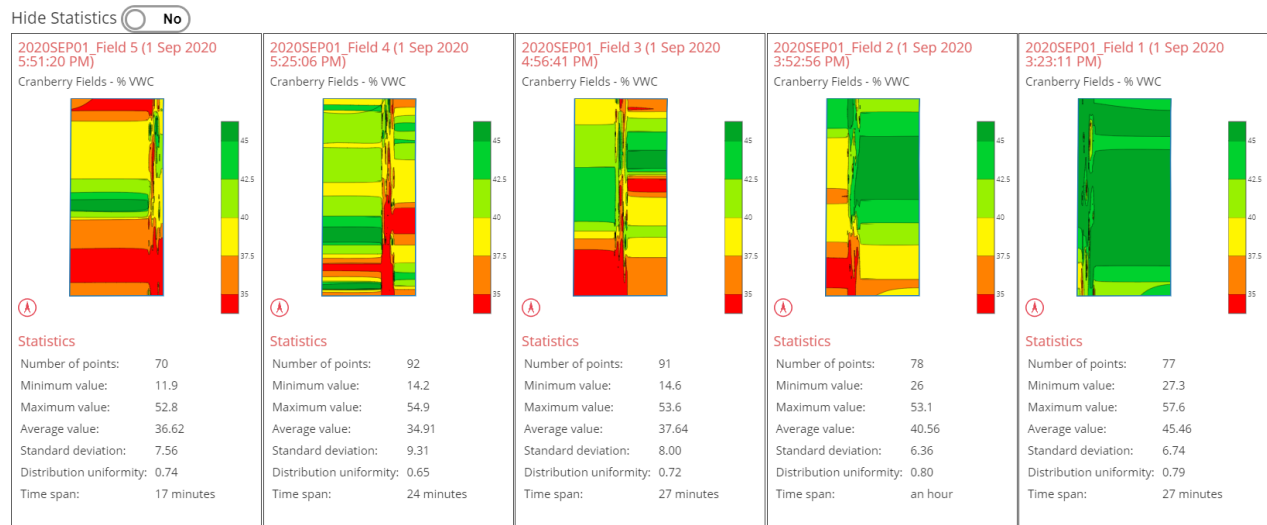 Hide Statistics No
2020SEP01_Field 5 (1 Sep 2020
5:51:20 PM)
Cranberry Fields - % VWC
45
42.5
40
37.5
35
Statistics
Number of points: 70
Minimum value: 11.9
Maximum value: 52.8
Average value: 36.62
Standard deviation: 7.56
Distribution uniformity: 0.74
Time span: 17 minutes
2020SEP01_Field 4 (1 Sep 2020
5:25:06 PM)
Cranberry Fields - % VWC
45
42.5
40
37.5
35
Statistics
Number of points: 92
Minimum value: 14.2
Maximum value: 54.9
Average value: 34.91
Standard deviation: 9.31
Distribution uniformity: 0.65
Time span: 24 minutes
2020SEP01_Field 3 (1 Sep 2020
4:56:41 PM)
Cranberry Fields - % VWC
45
42.5
40
37.5
35
Statistics
Number of points: 91
Minimum value: 14.6
Maximum value: 53.6
Average value: 37.64
Standard deviation: 8.00
Distribution uniformity: 0.72
Time span: 27 minutes
2020SEP01_Field 2 (1 Sep 2020
3:52:56 PM)
Cranberry Fields - % VWC
45
42.5
40
37.5
35
Statistics
Number of points: 78
Minimum value: 26
Maximum value: 53.1
Average value: 40.56
Standard deviation: 6.36
Distribution uniformity: 0.80
Time span: an hour
2020SEP01_Field 1 (1 Sep 2020
3:23:11 PM)
Cranberry Fields - % VWC
45
42.5
40
37.5
35
Statistics
Number of points: 77
Minimum value: 27.3
Maximum value: 57.6
Average value: 45.46
Standard deviation: 6.74
Distribution uniformity: 0.79
Time span: 27 minutes